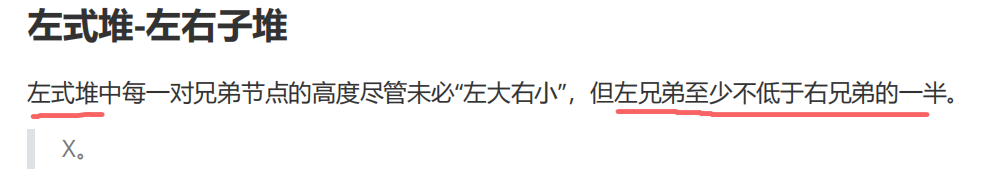 左式堆-左右子堆
左式堆中每一对兄弟节点的高度尽管未必“左大右小”，但左兄弟至少不低于右兄弟的一半。
X。